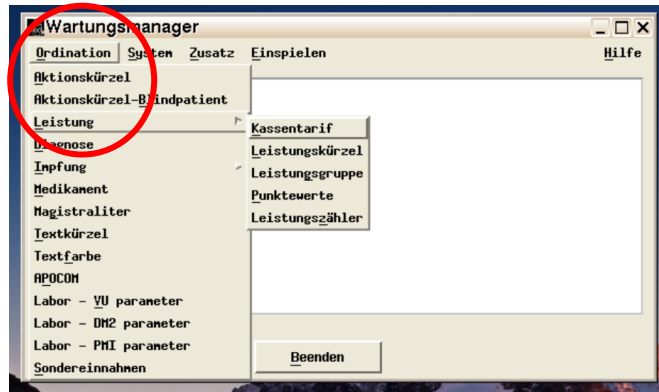 Wartungsmanager
Ordination System Zusatz Einspielen Hilfe
Aktionskürzel
Aktionskürzel-Blindpatient
Leistung
Diagnose
Impfung
Medikament
Magistraliter
Textkürzel
Textfarbe
APOCOM
Labor - VU parameter
Labor - DM2 parameter
Labor - PMI parameter
Sondereinnahmen
Kassentarif
Leistungskürzel
Leistungsgruppe
Punktewerte
Leistungszähler
Beenden